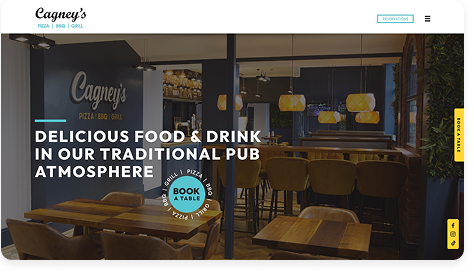 Cagney's
PIZZA | BBQ | GRILL
RESERVATIONS
Cagney's
PIZZA | BBQ | GRILL
DELICIOUS FOOD & DRINK
IN OUR TRADITIONAL PUB
ATMOSPHERE
PIZZA | BBQ | GRILL | PIZZA | BBQ | GRILL |
BOOK
A TABLE
BOOK A TABLE